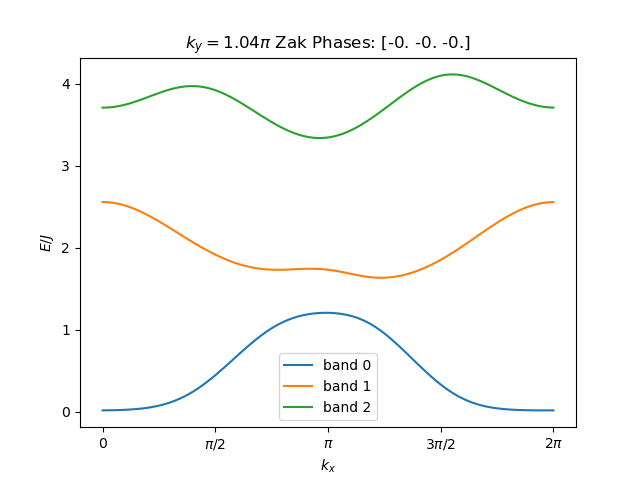 k_y = 1.04π Zak Phases: [-0. -0. -0.]
4
3
2
1
0
E/J
band 0
band 1
band 2
0 π/2 π 3π/2 2π
k_x